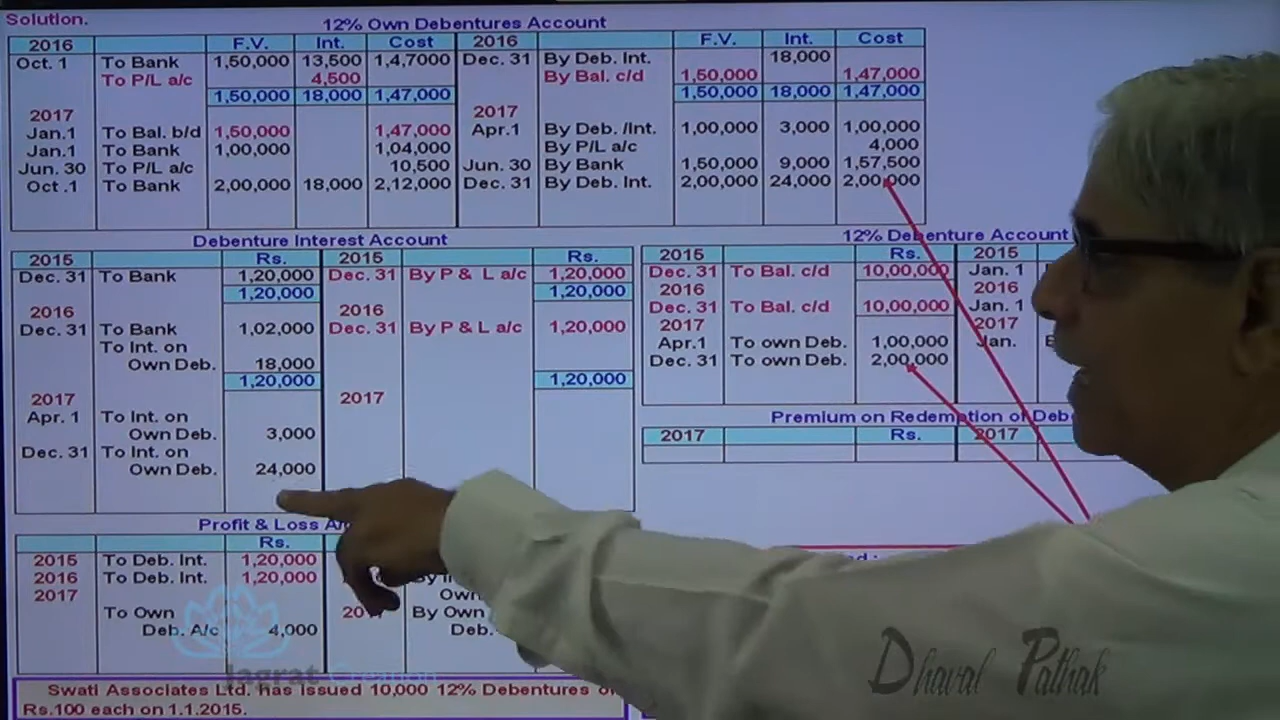 Solution.
12% Own Debentures Account
2016 F.V. Int. Cost 2016 F.V. Int. Cost
Oct. 1 To Bank 1,50,000 13,500 1,4,7000 Dec. 31 By Deb. Int. 18,000
To P/L a/c 4,500 By Bal. c/d 1,50,000 1,47,000
1,50,000 18,000 1,47,000 1,50,000 18,000 1,47,000
2017 2017
Jan.1 To Bal. b/d 1,50,000 1,47,000 Apr.1 By Deb. /Int. 1,00,000 3,000 1,00,000
Jan.1 To Bank 1,00,000 1,04,000 By P/L a/c 4,000
Jun. 30 To P/L a/c 10,500 Jun. 30 By Bank 1,50,000 9,000 1,57,500
Oct .1 To Bank 2,00,000 18,000 2,12,000 Dec. 31 By Deb. Int. 2,00,000 24,000 2,00,000
Debenture Interest Account
2015 Rs. 2015 Rs.
Dec. 31 To Bank 1,20,000 Dec. 31 By P & L a/c 1,20,000
1,20,000 1,20,000
2016 2016
Dec. 31 To Bank 1,02,000 Dec. 31 By P & L a/c 1,20,000
To Int. on
Own Deb. 18,000
1,20,000 1,20,000
2017 2017
Apr. 1 To Int. on
Own Deb. 3,000
Dec. 31 To Int. on
Own Deb. 24,000
12% Debenture Account
Rs. 2015
Dec. 31 To Bal. c/d 10,00,000 Jan. 1
2016 2016
Dec. 31 To Bal. c/d 10,00,000 Jan. 1
2017 2017
Apr.1 To own Deb. 1,00,000 Jan.
Dec. 31 To own Deb. 2,00,000
Premium on Redemption of
2017 Rs. 2017
Profit & Loss
Rs.
2015 To Deb. Int. 1,20,000
2016 To Deb. Int. 1,20,000
2017
To Own By Own
Deb. A/c 4,000 Deb.
Jagrat Creation
Swati Associates Ltd. has issued 10,000 12% Debentures
Rs.100 each on 1.1.2015.
Dhaval Pathak